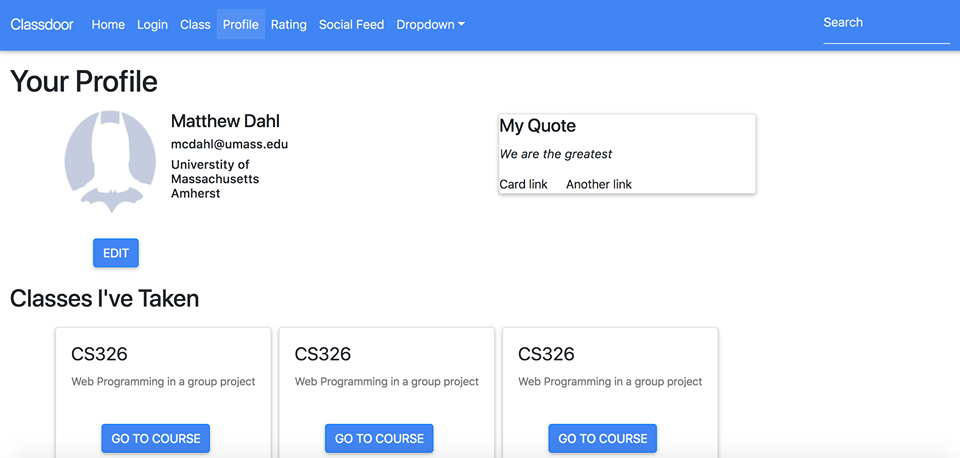 Classdoor Home Login Class Profile Rating Social Feed Dropdown Search
Your Profile
Matthew Dahl
mcdahl@umass.edu
Universtity of
Massachusetts
Amherst
My Quote
We are the greatest
Card link Another link
EDIT
Classes I've Taken
CS326
Web Programming in a group project
GO TO COURSE
CS326
Web Programming in a group project
GO TO COURSE
CS326
Web Programming in a group project
GO TO COURSE